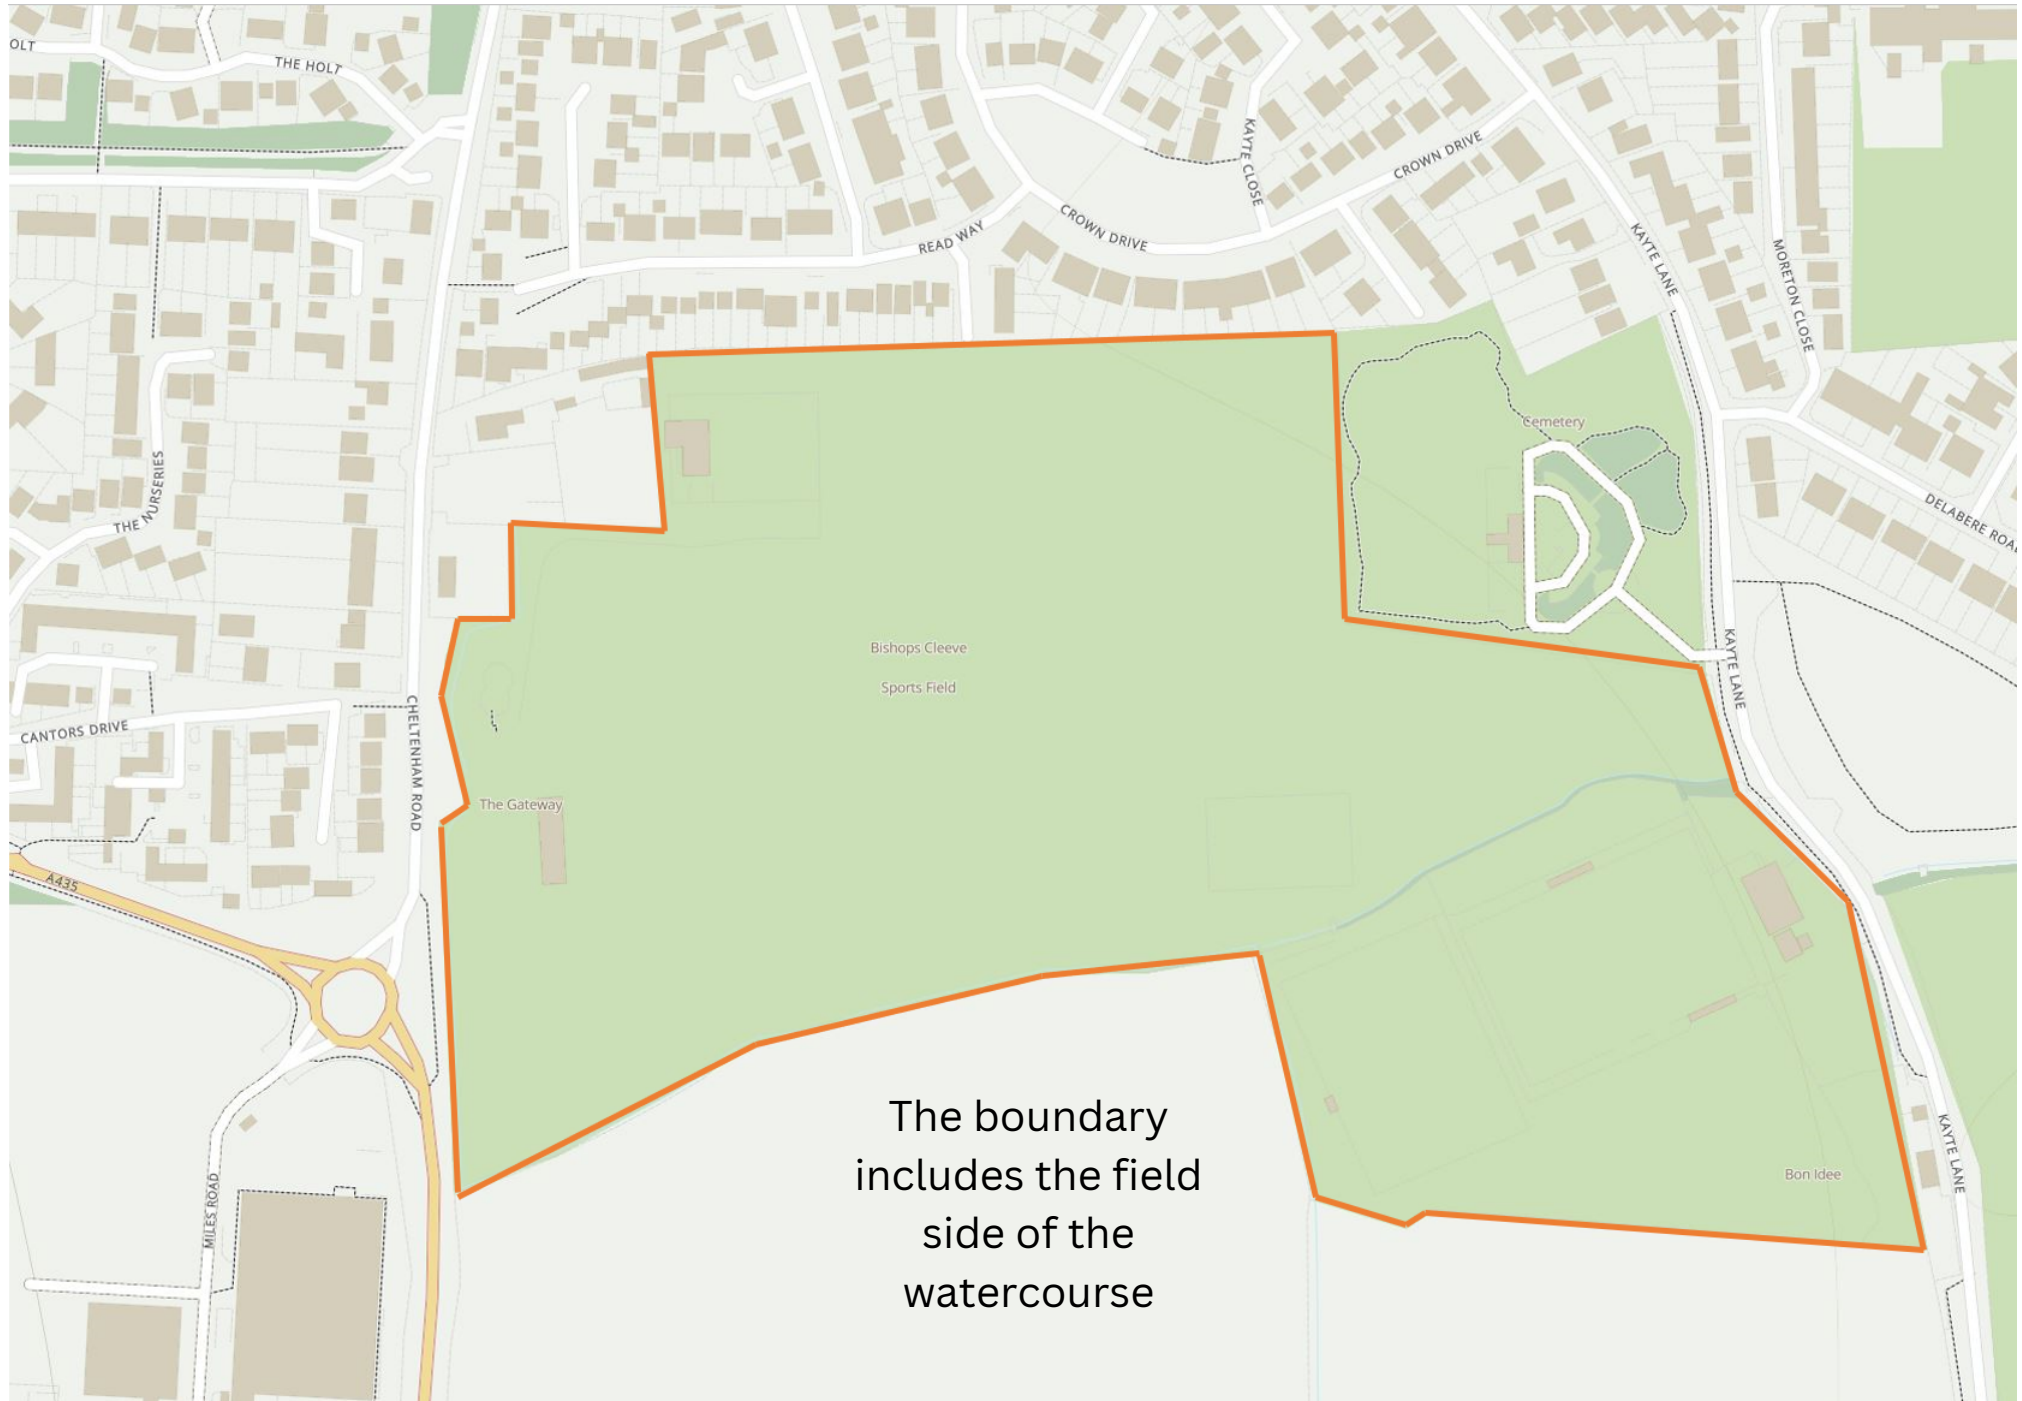 OLT
THE HOLT
KAYTE CLOSE
CROWN DRIVE
CROWN DRIVE
READ WAY
KAYTE LANE
MORETON CLOSE
Cemetery
THE NURSERIES
DELABERE ROAD
Bishops Cleeve
Sports Field
KAYTE LANE
CANTORS DRIVE
CHELTENHAM ROAD
The Gateway
A435
The boundary
includes the field
side of the
watercourse
Bon Idee
KAYTE LANE
MILES ROAD